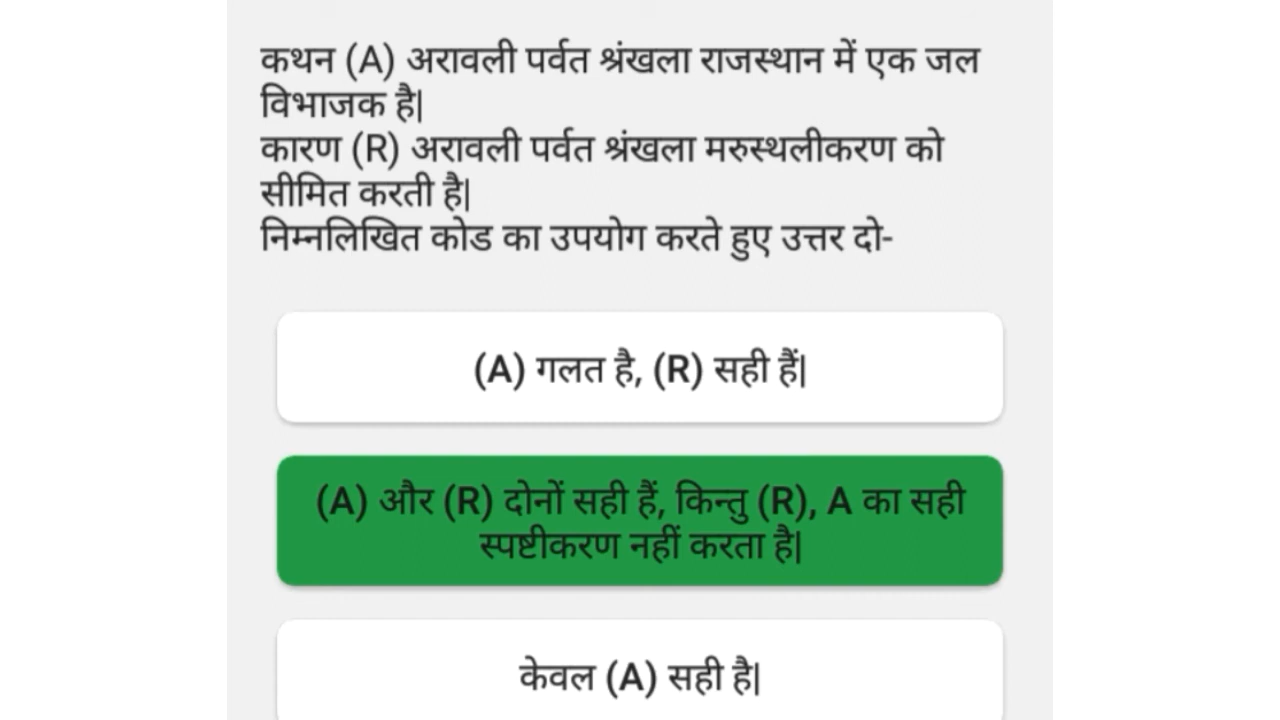 कथन (A) अरावली पर्वत श्रंखला राजस्थान में एक जल
विभाजक है|
कारण (R) अरावली पर्वत श्रंखला मरुस्थलीकरण को
सीमित करती है|
निम्नलिखित कोड का उपयोग करते हुए उत्तर दो-
(A) गलत है, (R) सही हैं|
(A) और (R) दोनों सही हैं, किन्तु (R), A का सही
स्पष्टीकरण नहीं करता है|
केवल (A) सही है|